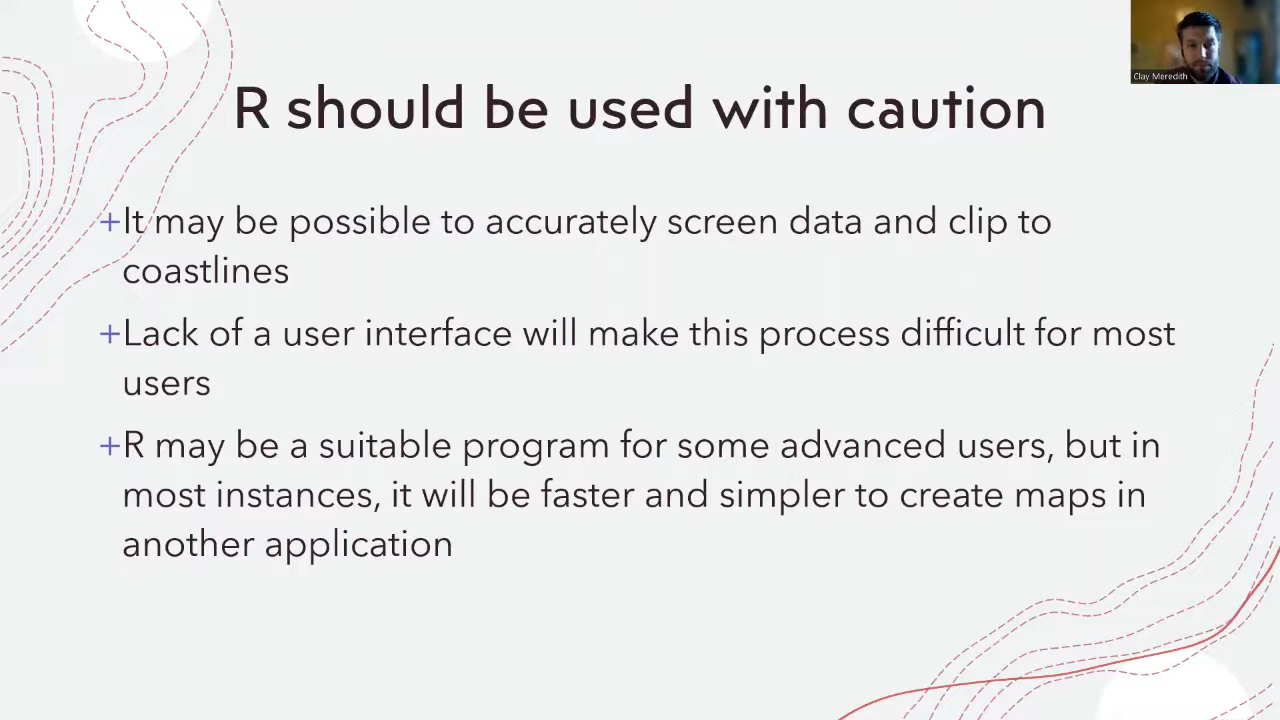 Clay Meredith
R should be used with caution
+It may be possible to accurately screen data and clip to
coastlines
+Lack of a user interface will make this process difficult for most
users
+R may be a suitable program for some advanced users, but in
most instances, it will be faster and simpler to create maps in
another application